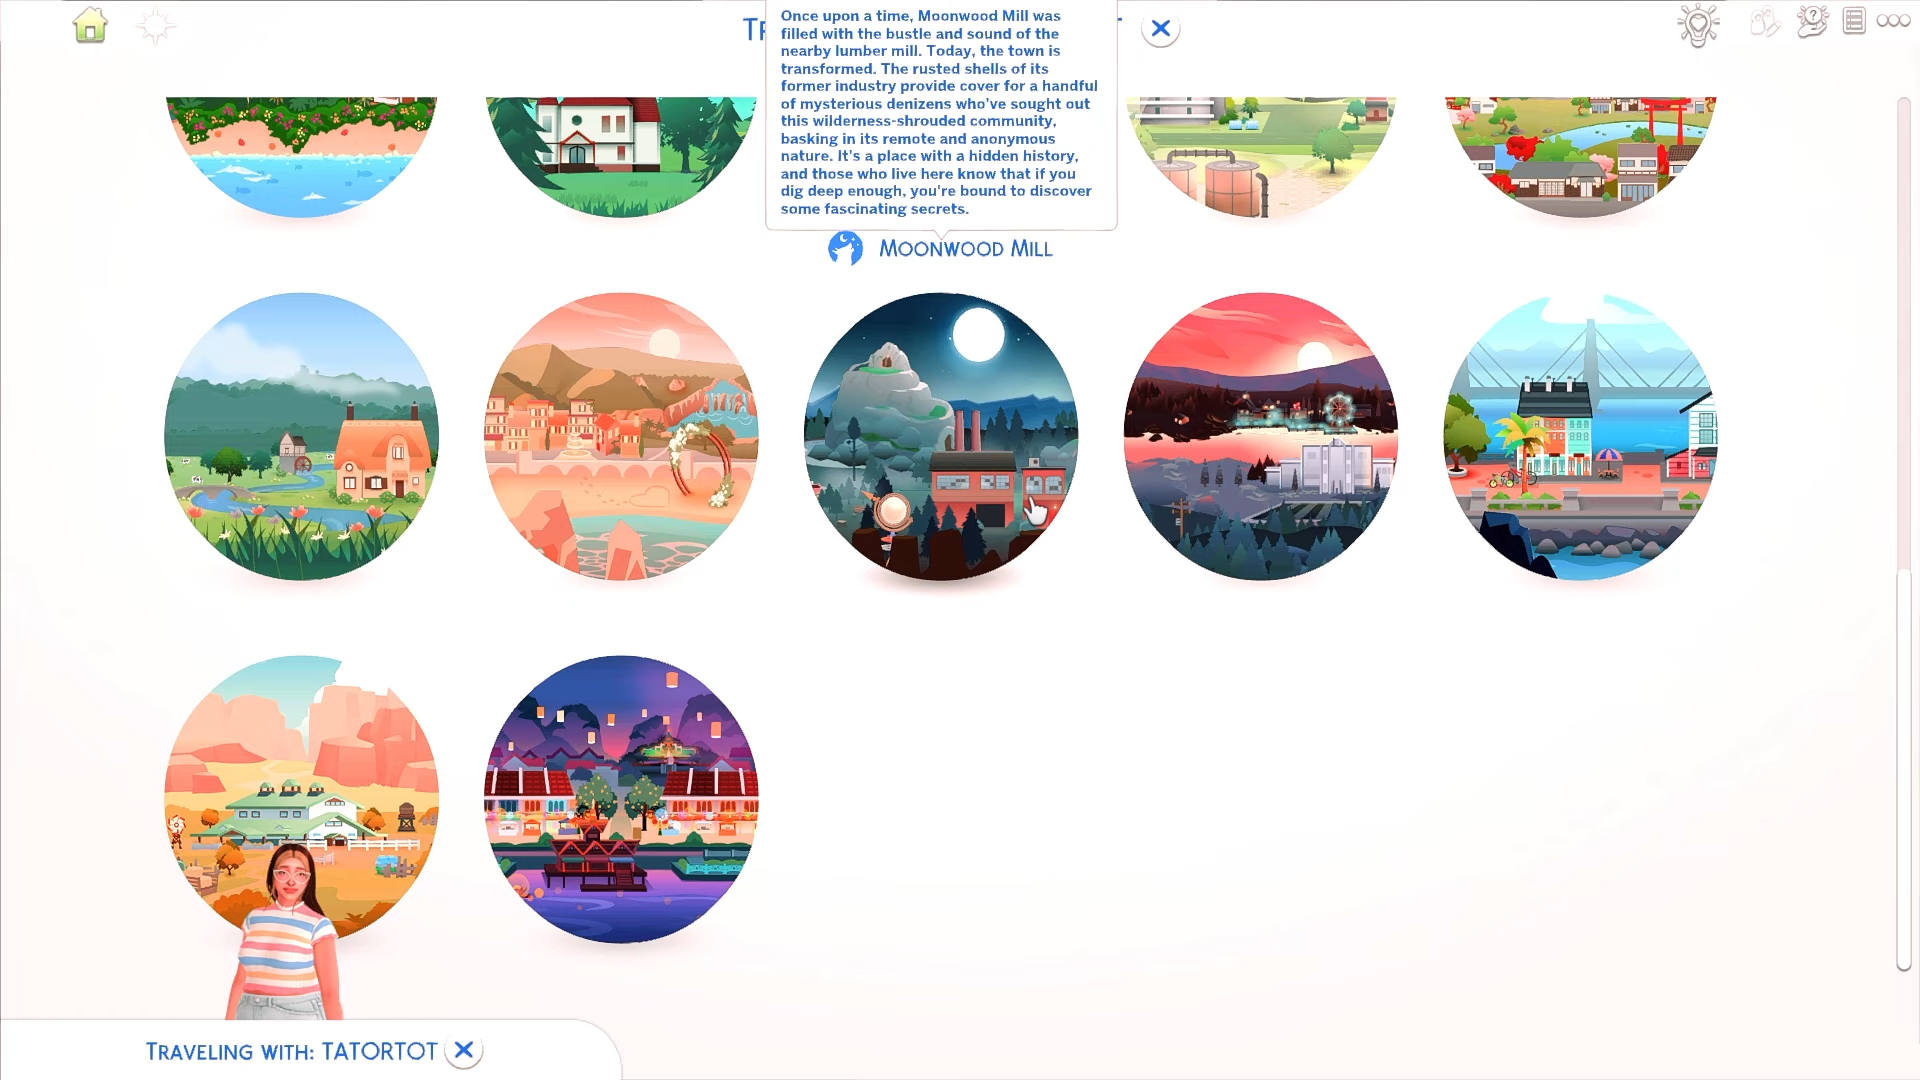 Once upon a time, Moonwood Mill was
filled with the bustle and sound of the
nearby lumber mill. Today, the town is
transformed. The rusted shells of its
former industry provide cover for a handful
of mysterious denizens who've sought out
this wilderness-shrouded community,
basking in its remote and anonymous
nature. It's a place with a hidden history,
and those who live here know that if you
dig deep enough, you're bound to discover
some fascinating secrets.
Moonwood Mill
Traveling with: TATORTOT